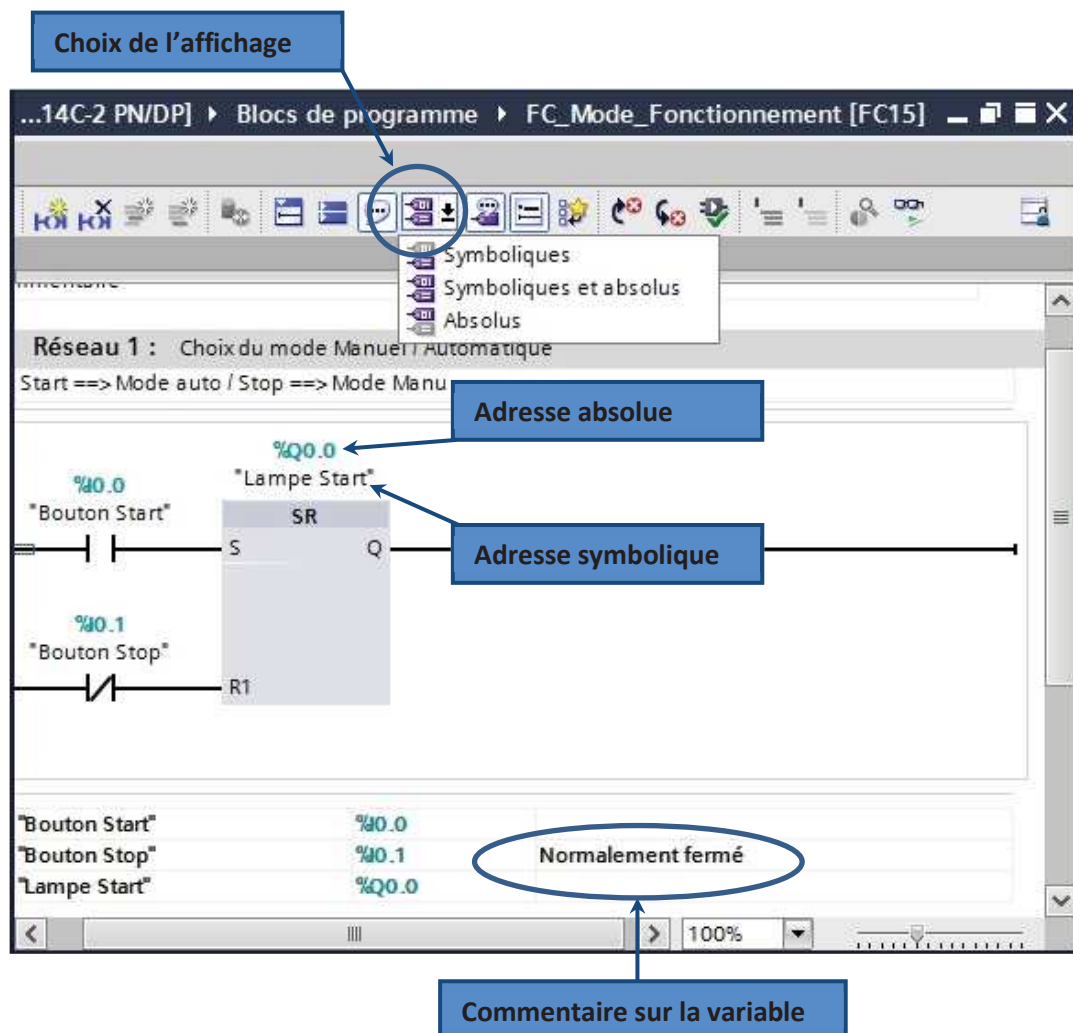 Choix de l'affichage
...14C-2 PN/DP] ▸ Blocs de programme ▸ FC_Mode_Fonctionnement [FC15]
Symboliques
Symboliques et absolus
Absolus
Réseau 1 : Choix du mode Manuel / Automatique
Start ==> Mode auto / Stop ==> Mode Manu
Adresse absolue
%Q0.0
"Lampe Start"
%I0.0
"Bouton Start"
SR
S Q
Adresse symbolique
%I0.1
"Bouton Stop"
R1
"Bouton Start" %I0.0
"Bouton Stop" %I0.1 Normalement fermé
"Lampe Start" %Q0.0
100%
Commentaire sur la variable